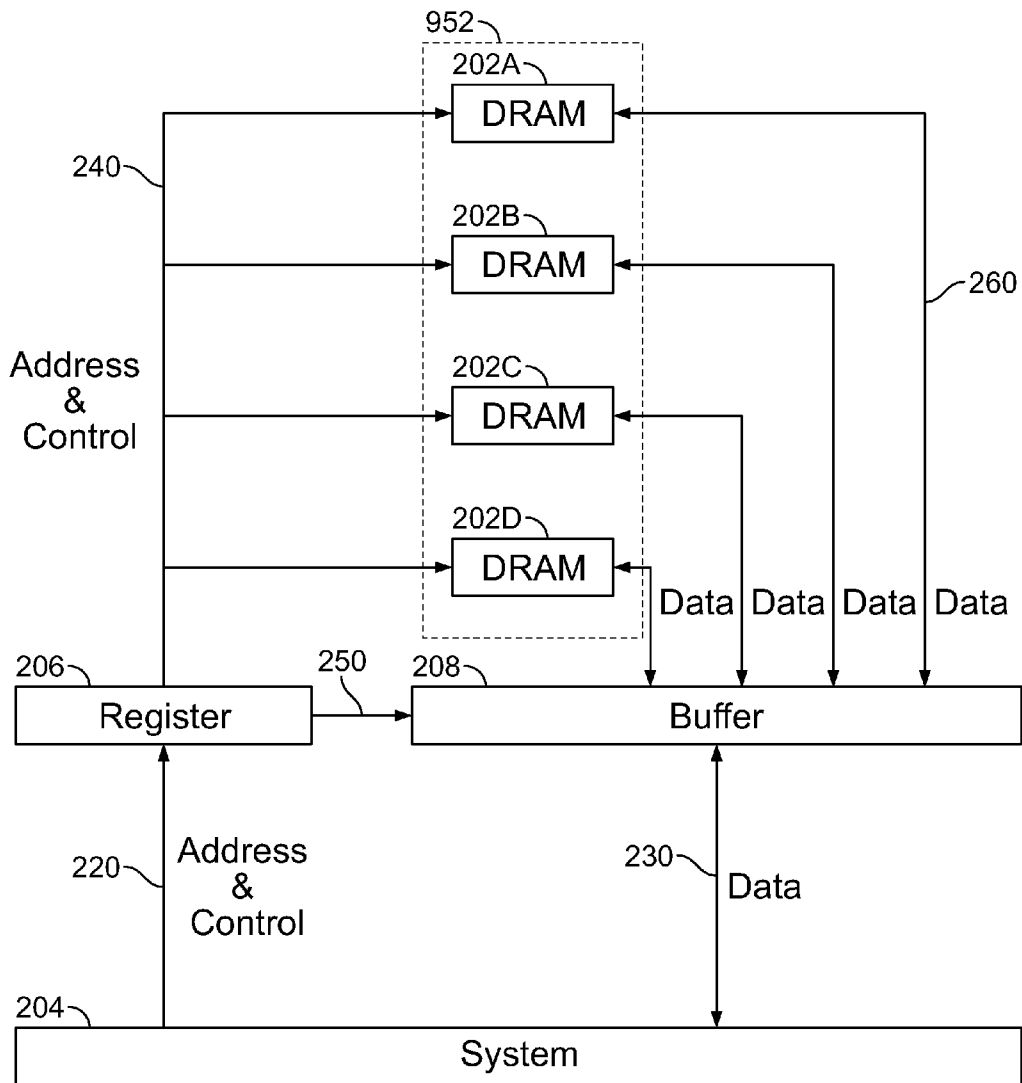 952
202A
DRAM
240
202B
DRAM
260
Address
&
Control
202C
DRAM
202D
DRAM
Data Data Data Data
206
250
208
Register
Buffer
220
Address
&
Control
230
Data
204
System